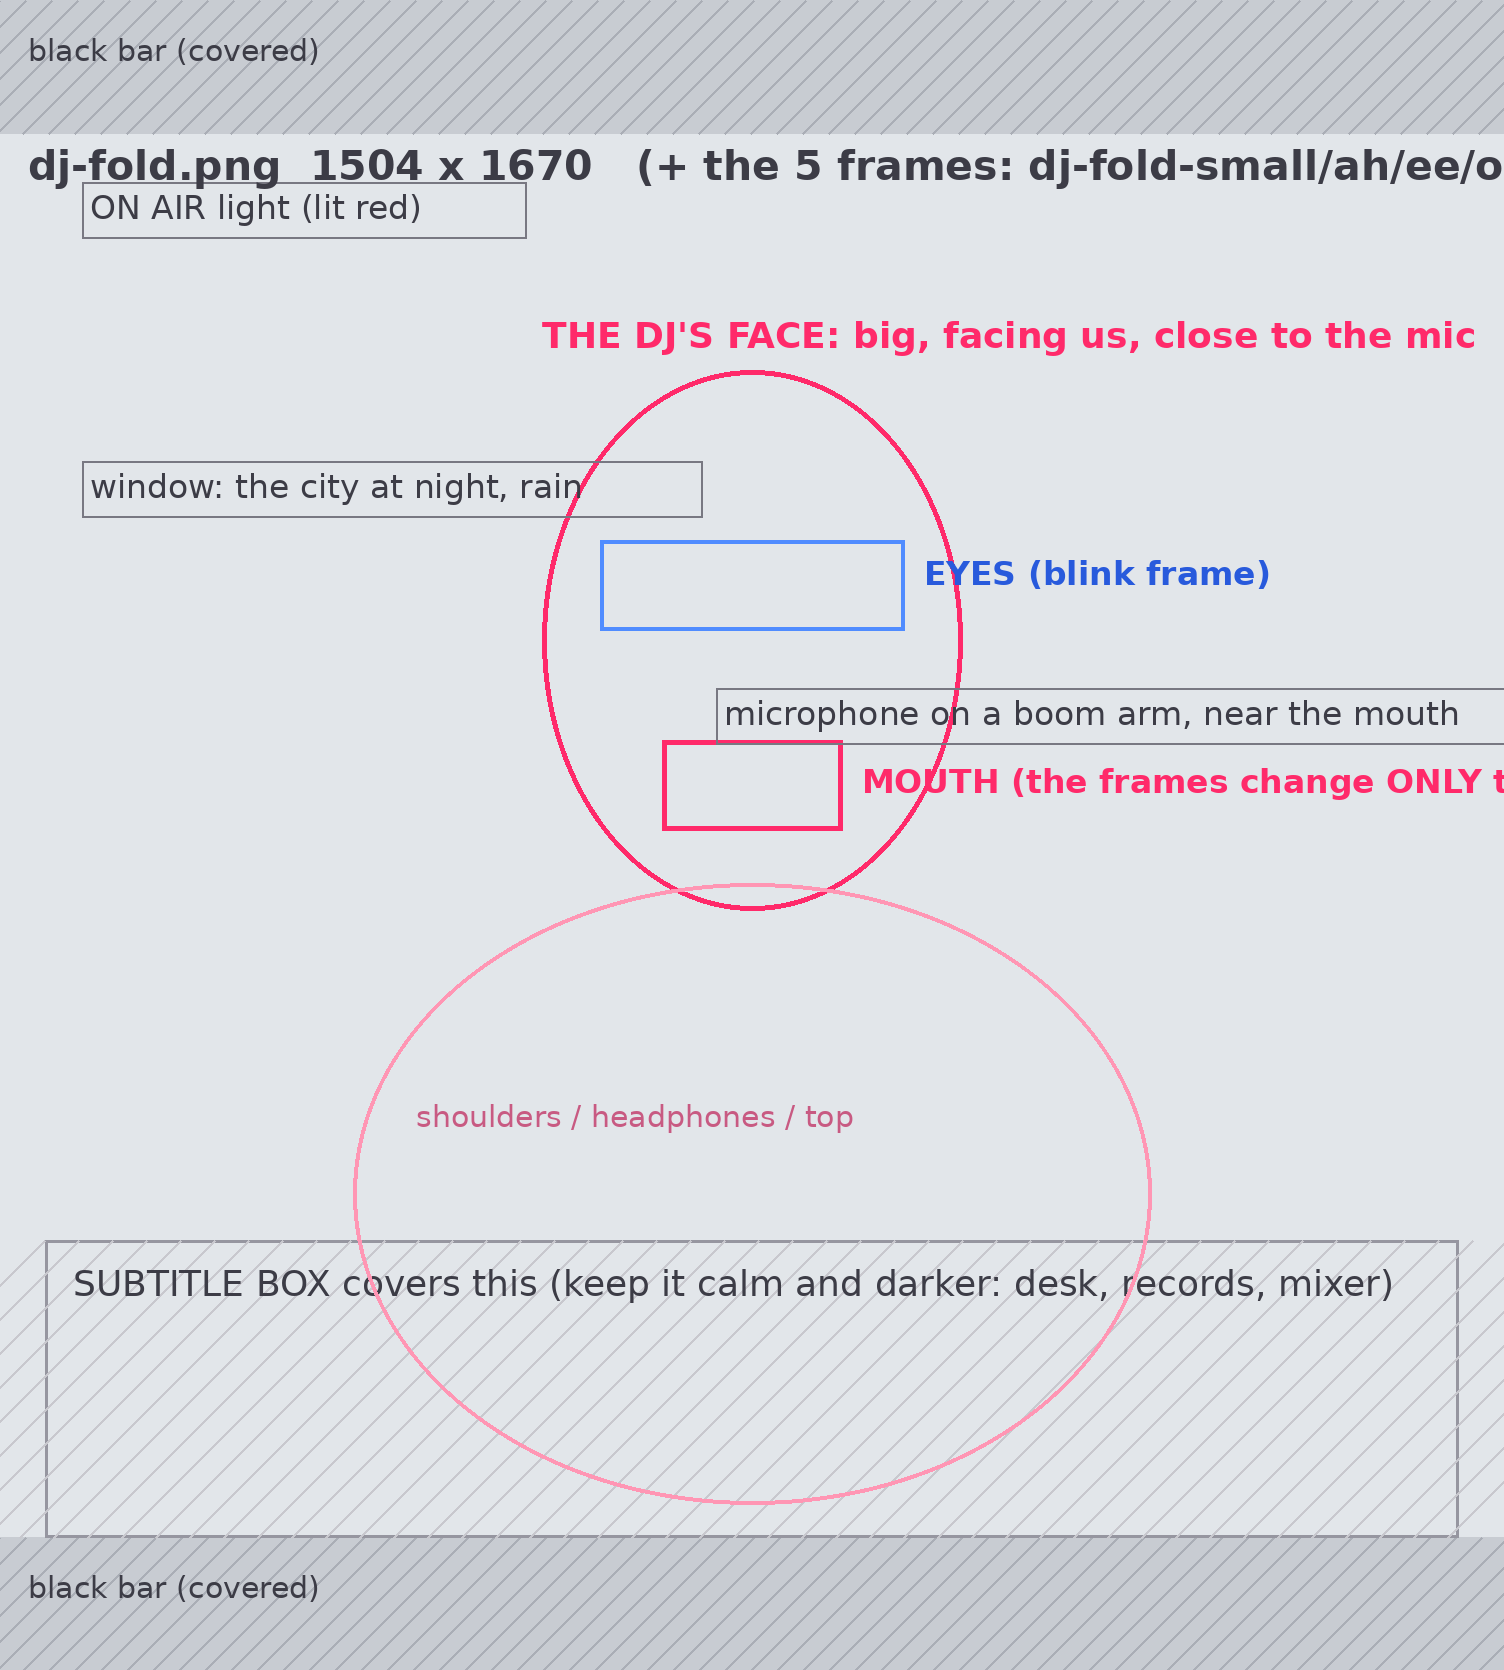 black bar (covered)
dj-fold.png 1504 x 1670 (+ the 5 frames: dj-fold-small/ah/ee/o
ON AIR light (lit red)
THE DJ'S FACE: big, facing us, close to the mic
window: the city at night, rain
EYES (blink frame)
microphone on a boom arm, near the mouth
MOUTH (the frames change ONLY t
shoulders / headphones / top
SUBTITLE BOX covers this (keep it calm and darker: desk, records, mixer)
black bar (covered)